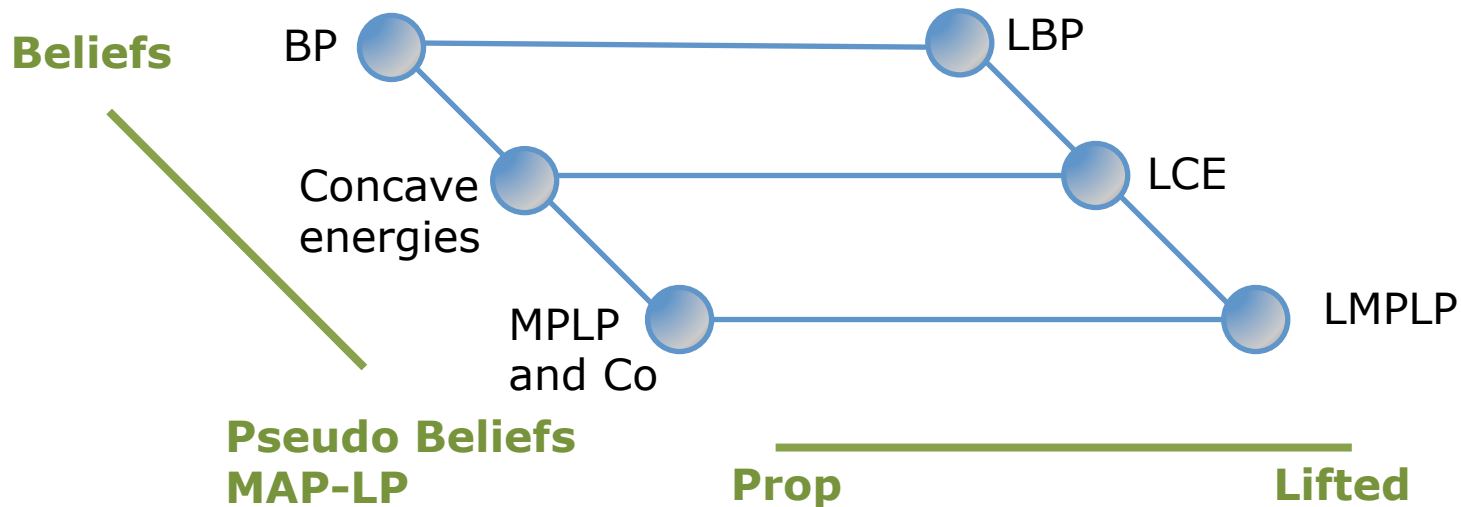 Beliefs
BP
LBP
Concave
energies
LCE
MPLP
and Co
LMPLP
Pseudo Beliefs
MAP-LP
Prop
Lifted